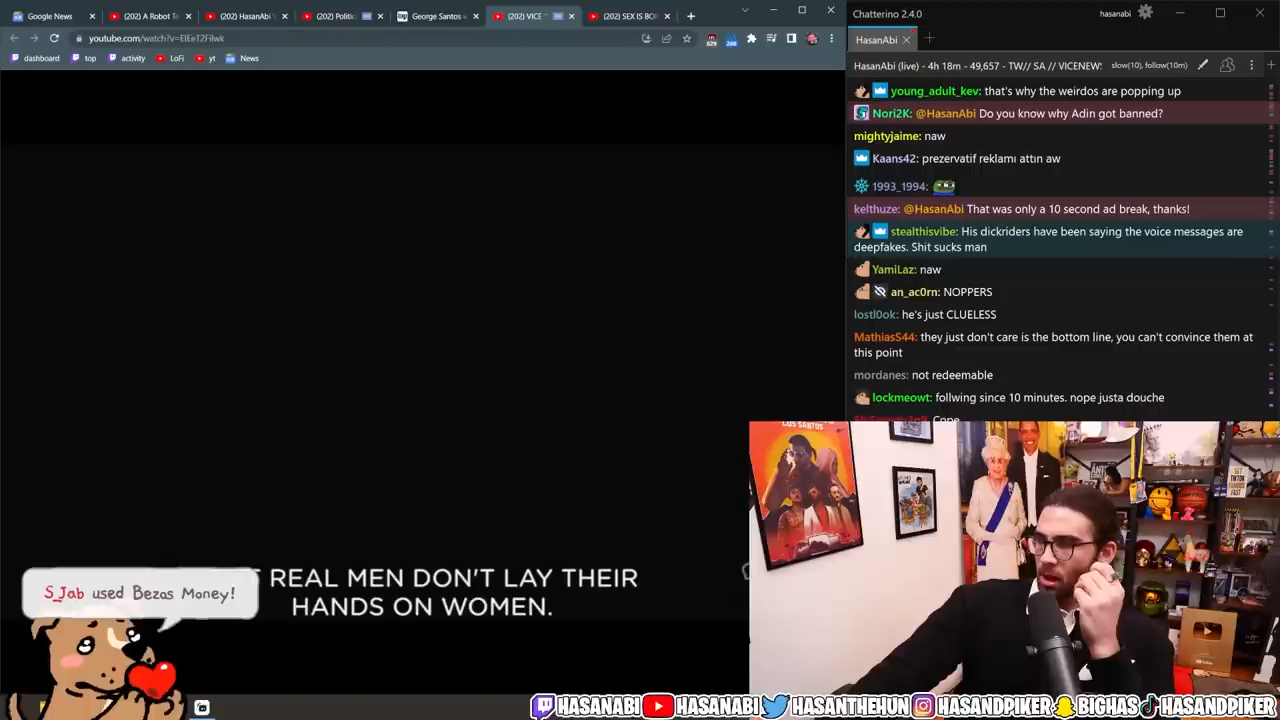 Google News
(202) A Robot Te
(202) HasanAbi V
(202) Politic
George Santos w
(202) VICE
(202) SEX IS BOR
youtube.com/watch?v=ElEeT2Filwk
629
260
dashboard
top
activity
LoFi
yt
News
REAL MEN DON'T LAY THEIR
HANDS ON WOMEN.
S_Jab used Bezos Money!
Chatterino 2.4.0
hasanabi
HasanAbi
HasanAbi (live) - 4h 18m - 49,657 - TW// SA // VICENEWS
slow(10), follow(10m)
young_adult_kev: that's why the weirdos are popping up
Nori2K: @HasanAbi Do you know why Adin got banned?
mightyjaime: naw
Kaans42: prezervatif reklamı attın aw
1993_1994:
kelthuze: @HasanAbi That was only a 10 second ad break, thanks!
stealthisvibe: His dickriders have been saying the voice messages are
deepfakes. Shit sucks man
YamiLaz: naw
an_ac0rn: NOPPERS
lostl0ok: he's just CLUELESS
MathiasS44: they just don't care is the bottom line, you can't convince them at
this point
mordanes: not redeemable
lockmeowt: follwing since 10 minutes. nope justa douche
Cope
LOS SANTOS
HASANABI
HASANABI
HASANTHEHUN
HASANDPIKER
BIGHAS
HASANDPIKER